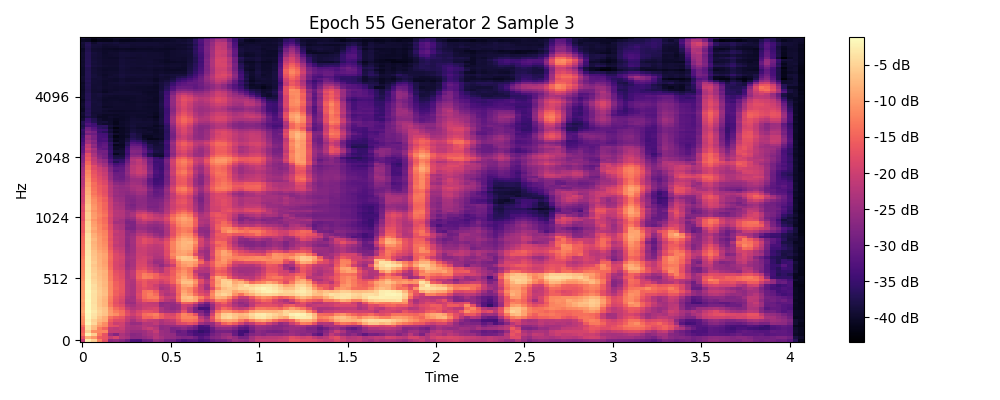 Epoch 55 Generator 2 Sample 3
Hz
4096
2048
1024
512
0
0 0.5 1 1.5 2 2.5 3 3.5 4
Time
-5 dB
-10 dB
-15 dB
-20 dB
-25 dB
-30 dB
-35 dB
-40 dB